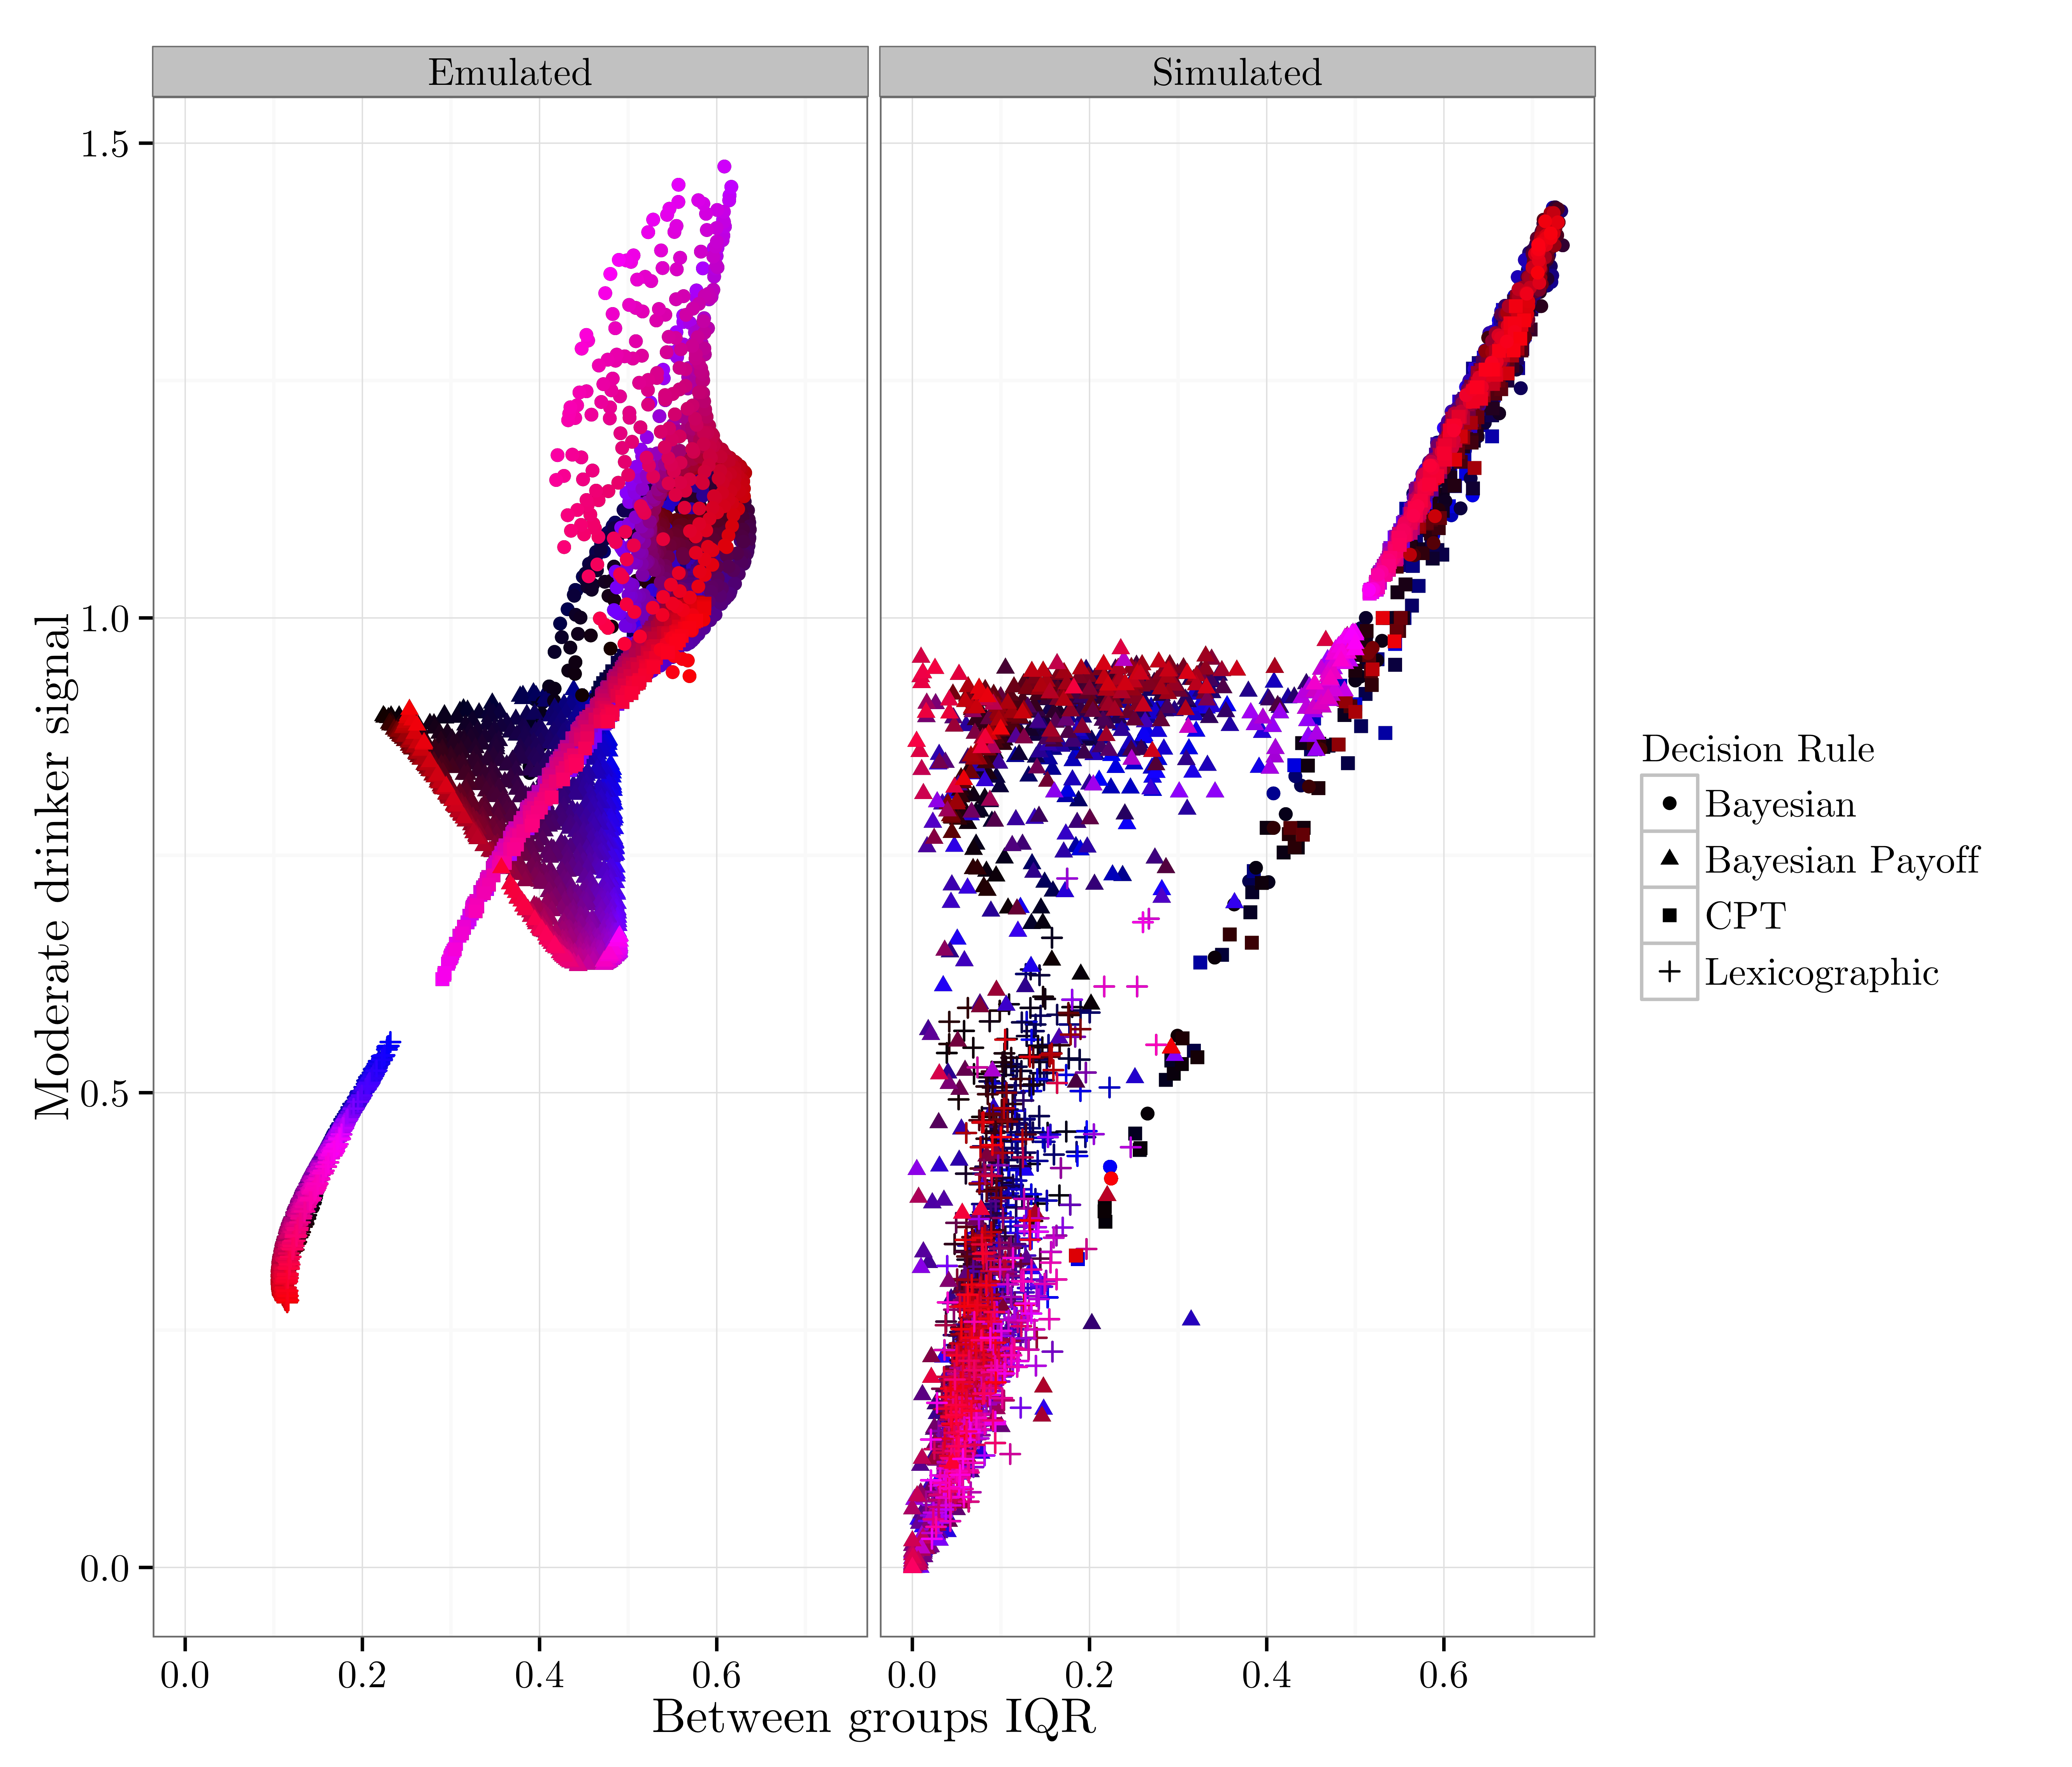 Emulated
Simulated
1.5
1.0
0.5
0.0
Moderate drinker signal
0.0 0.2 0.4 0.6
0.0 0.2 0.4 0.6
Between groups IQR
Decision Rule
Bayesian
Bayesian Payoff
CPT
Lexicographic